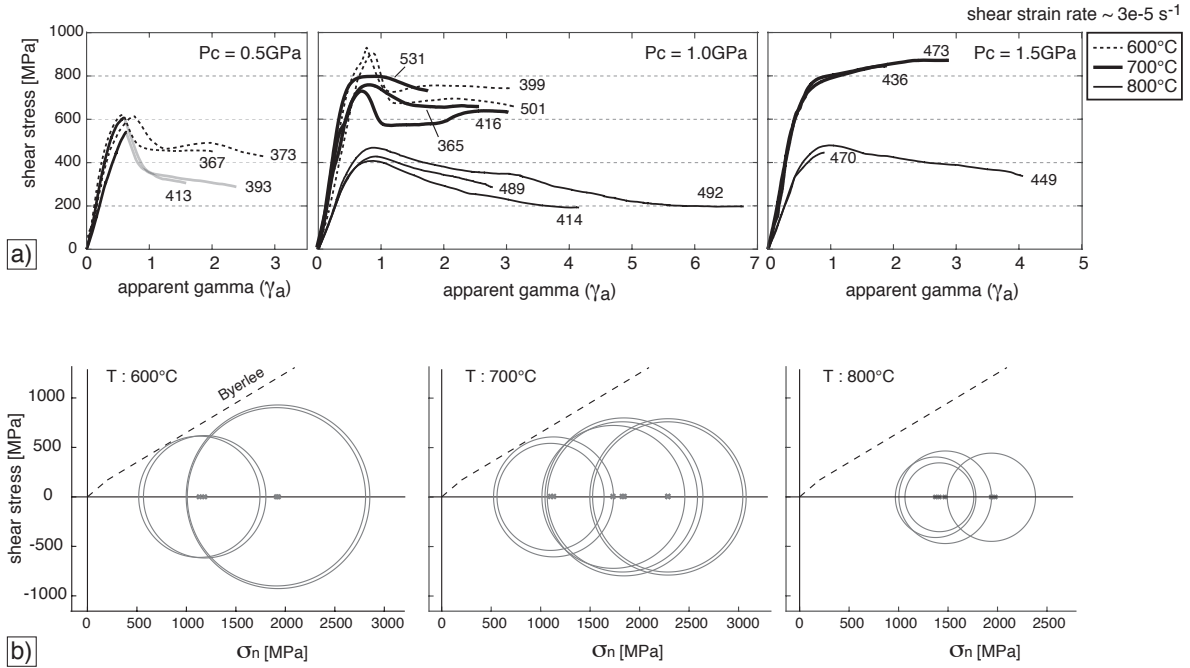 shear strain rate ~ 3e-5 s-1
600°C
700°C
800°C
a)
shear stress [MPa]
1000
800
600
400
200
0
Pc = 0.5GPa
373
367
393
413
0 1 2 3
apparent gamma (γa)
Pc = 1.0GPa
531
399
501
416
365
489
492
414
0 1 2 3 4 5 6 7
apparent gamma (γa)
Pc = 1.5GPa
473
436
470
449
0 1 2 3 4 5
apparent gamma (γa)
b)
shear stress [MPa]
1000
500
0
-500
-1000
T : 600°C
Byerlee
0 500 1000 1500 2000 2500 3000
σn [MPa]
T : 700°C
0 500 1000 1500 2000 2500 3000
σn [MPa]
T : 800°C
0 500 1000 1500 2000 2500
σn [MPa]